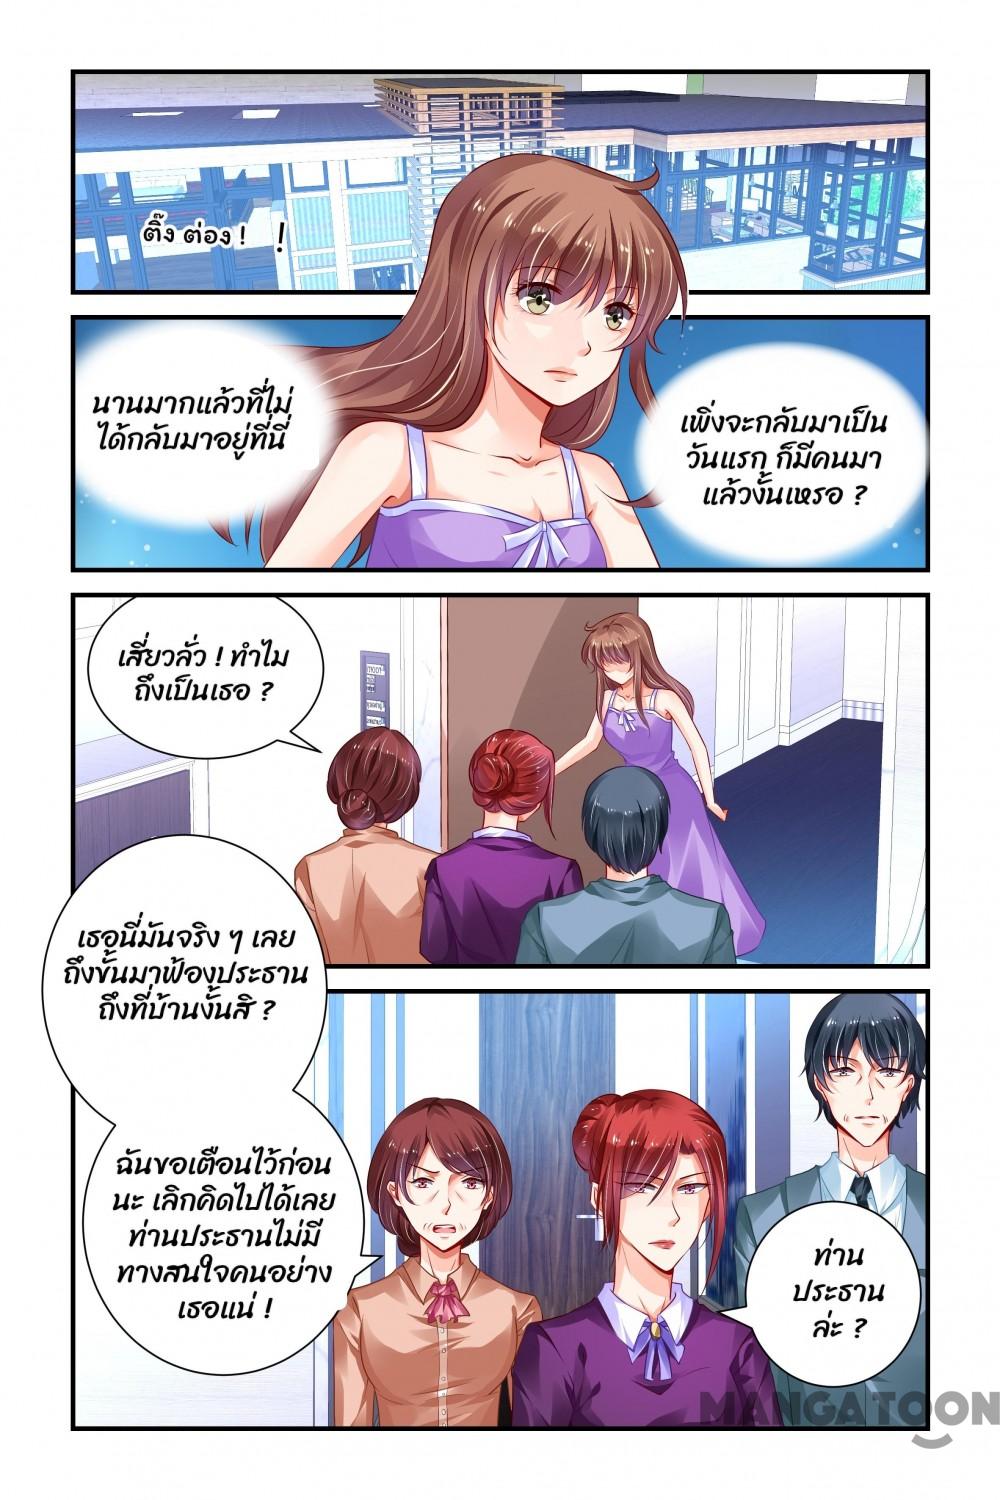 ติ๊ง ต่อง !
!
นานมากแล้วที่ไม่
ได้กลับมาอยู่ที่นี่
เพิ่งจะกลับมาเป็น
วันแรก ก็มีคนมา
แล้วงั้นเหรอ ?
เสี่ยวลั่ว ! ทำไม
ถึงเป็นเธอ ?
เธอนี่มันจริง ๆ เลย
ถึงขั้นมาฟ้องประธาน
ถึงที่บ้านงั้นสิ ?
ฉันขอเตือนไว้ก่อน
นะ เลิกคิดไปได้เลย
ท่านประธานไม่มี
ทางสนใจคนอย่าง
เธอแน่ !
ท่าน
ประธาน
ล่ะ ?
MANGATOON